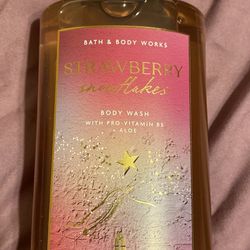 BATH & BODY WORKS
STRAWBERRY
snowflakes
BODY WASH
WITH PRO-VITAMIN B5
+ ALOE